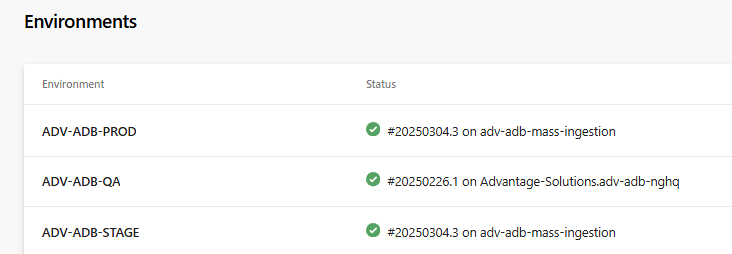 Environments
Environment Status
ADV-ADB-PROD #20250304.3 on adv-adb-mass-ingestion
ADV-ADB-QA #20250226.1 on Advantage-Solutions.adv-adb-nghq
ADV-ADB-STAGE #20250304.3 on adv-adb-mass-ingestion